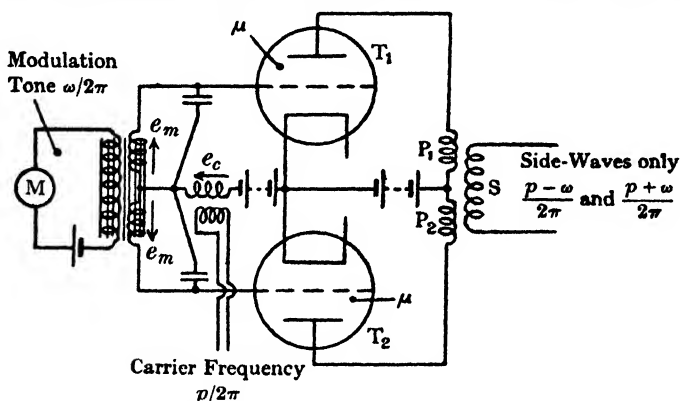 μ
T₁
Modulation
Tone ω/2π
e_m
e_c
M
P₁
S
Side-Waves only
p − ω / 2π and p + ω / 2π
P₂
e_m
μ
T₂
Carrier Frequency
p/2π